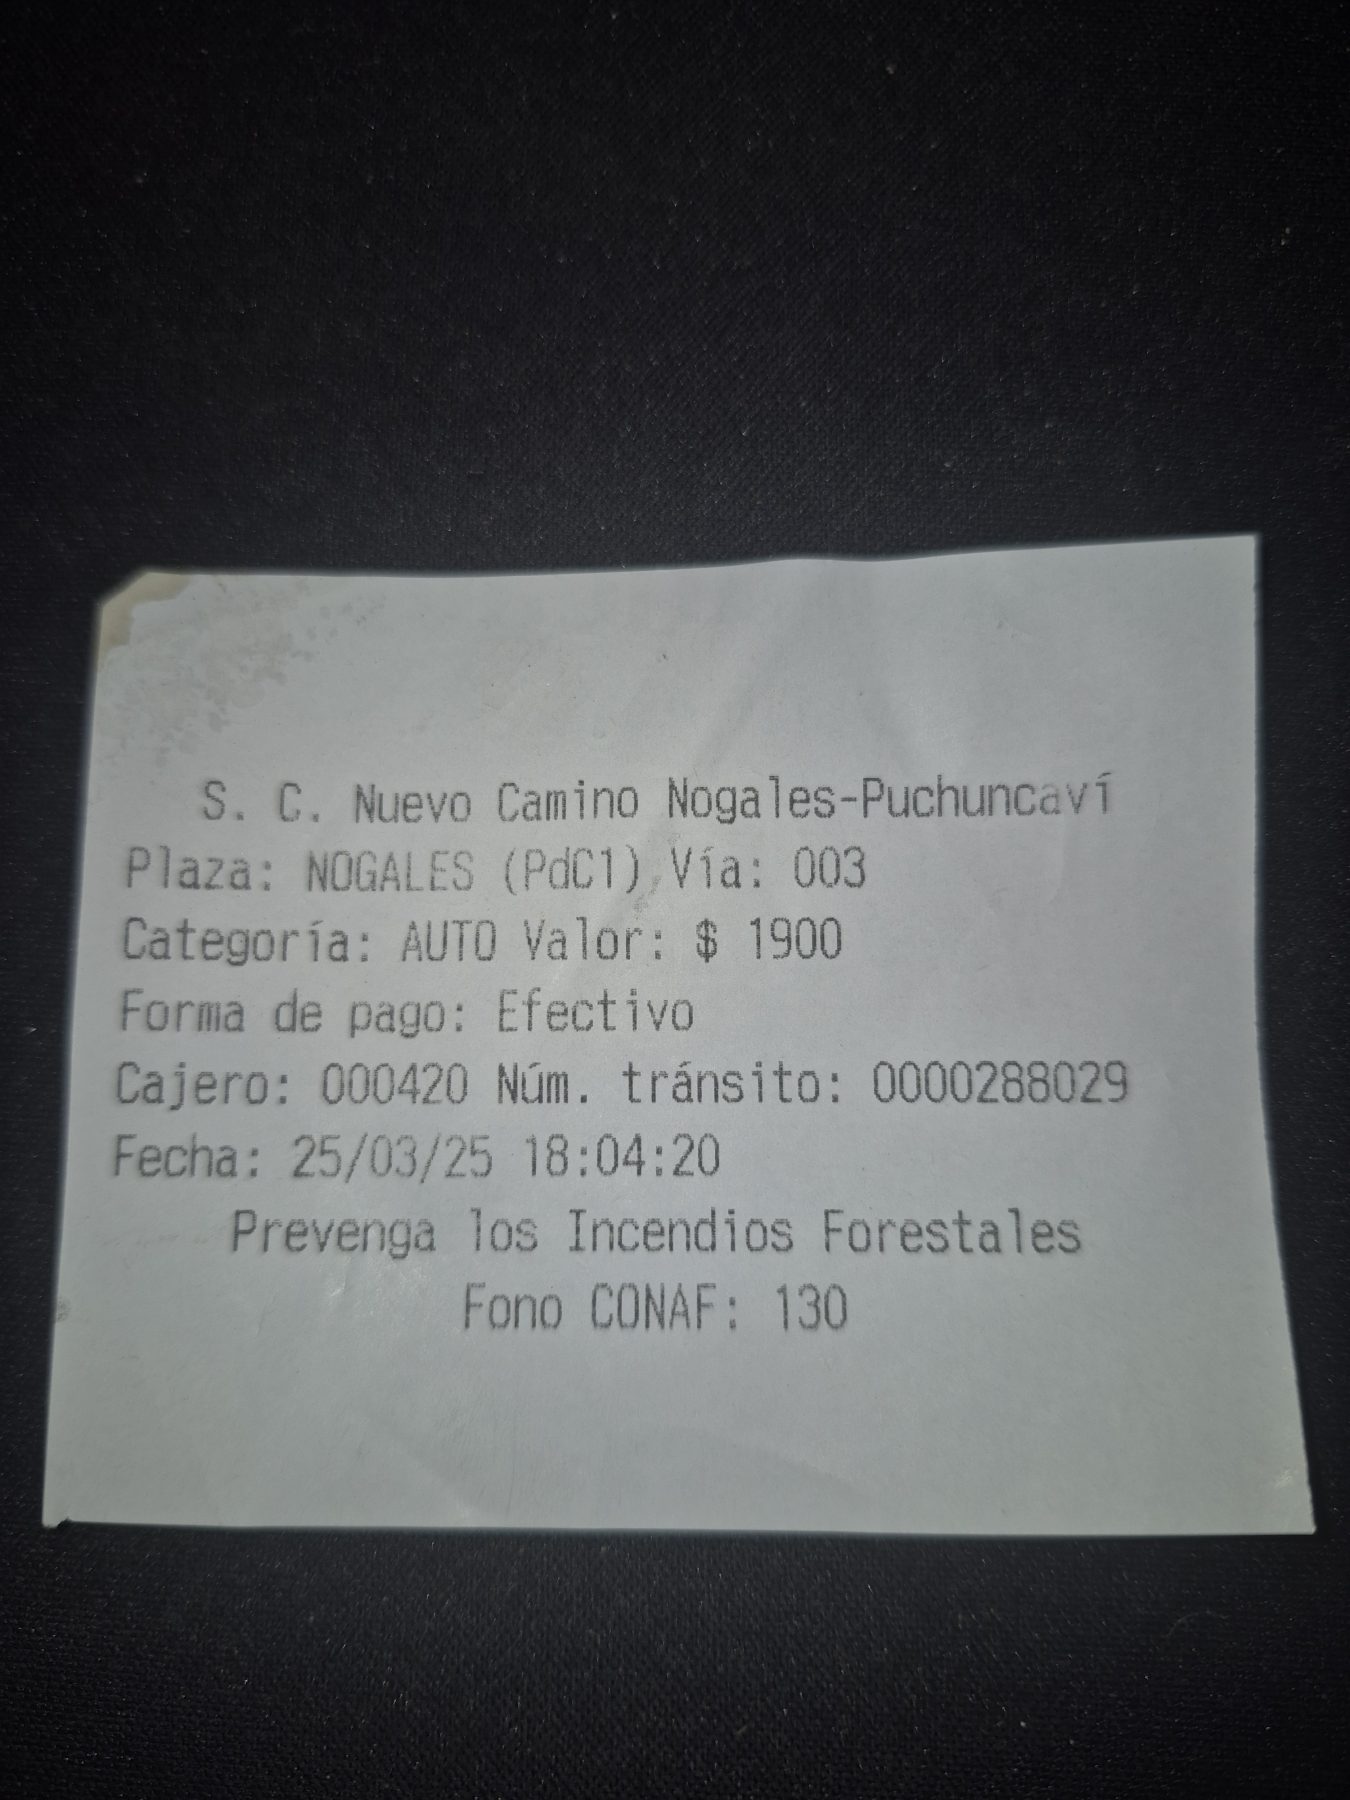 S. C. Nuevo Camino Nogales-Puchuncaví
Plaza: NOGALES (PdC1) Vía: 003
Categoría: AUTO Valor: $ 1900
Forma de pago: Efectivo
Cajero: 000420 Núm. tránsito: 0000288029
Fecha: 25/03/25 18:04:20
Prevenga los Incendios Forestales
Fono CONAF: 130